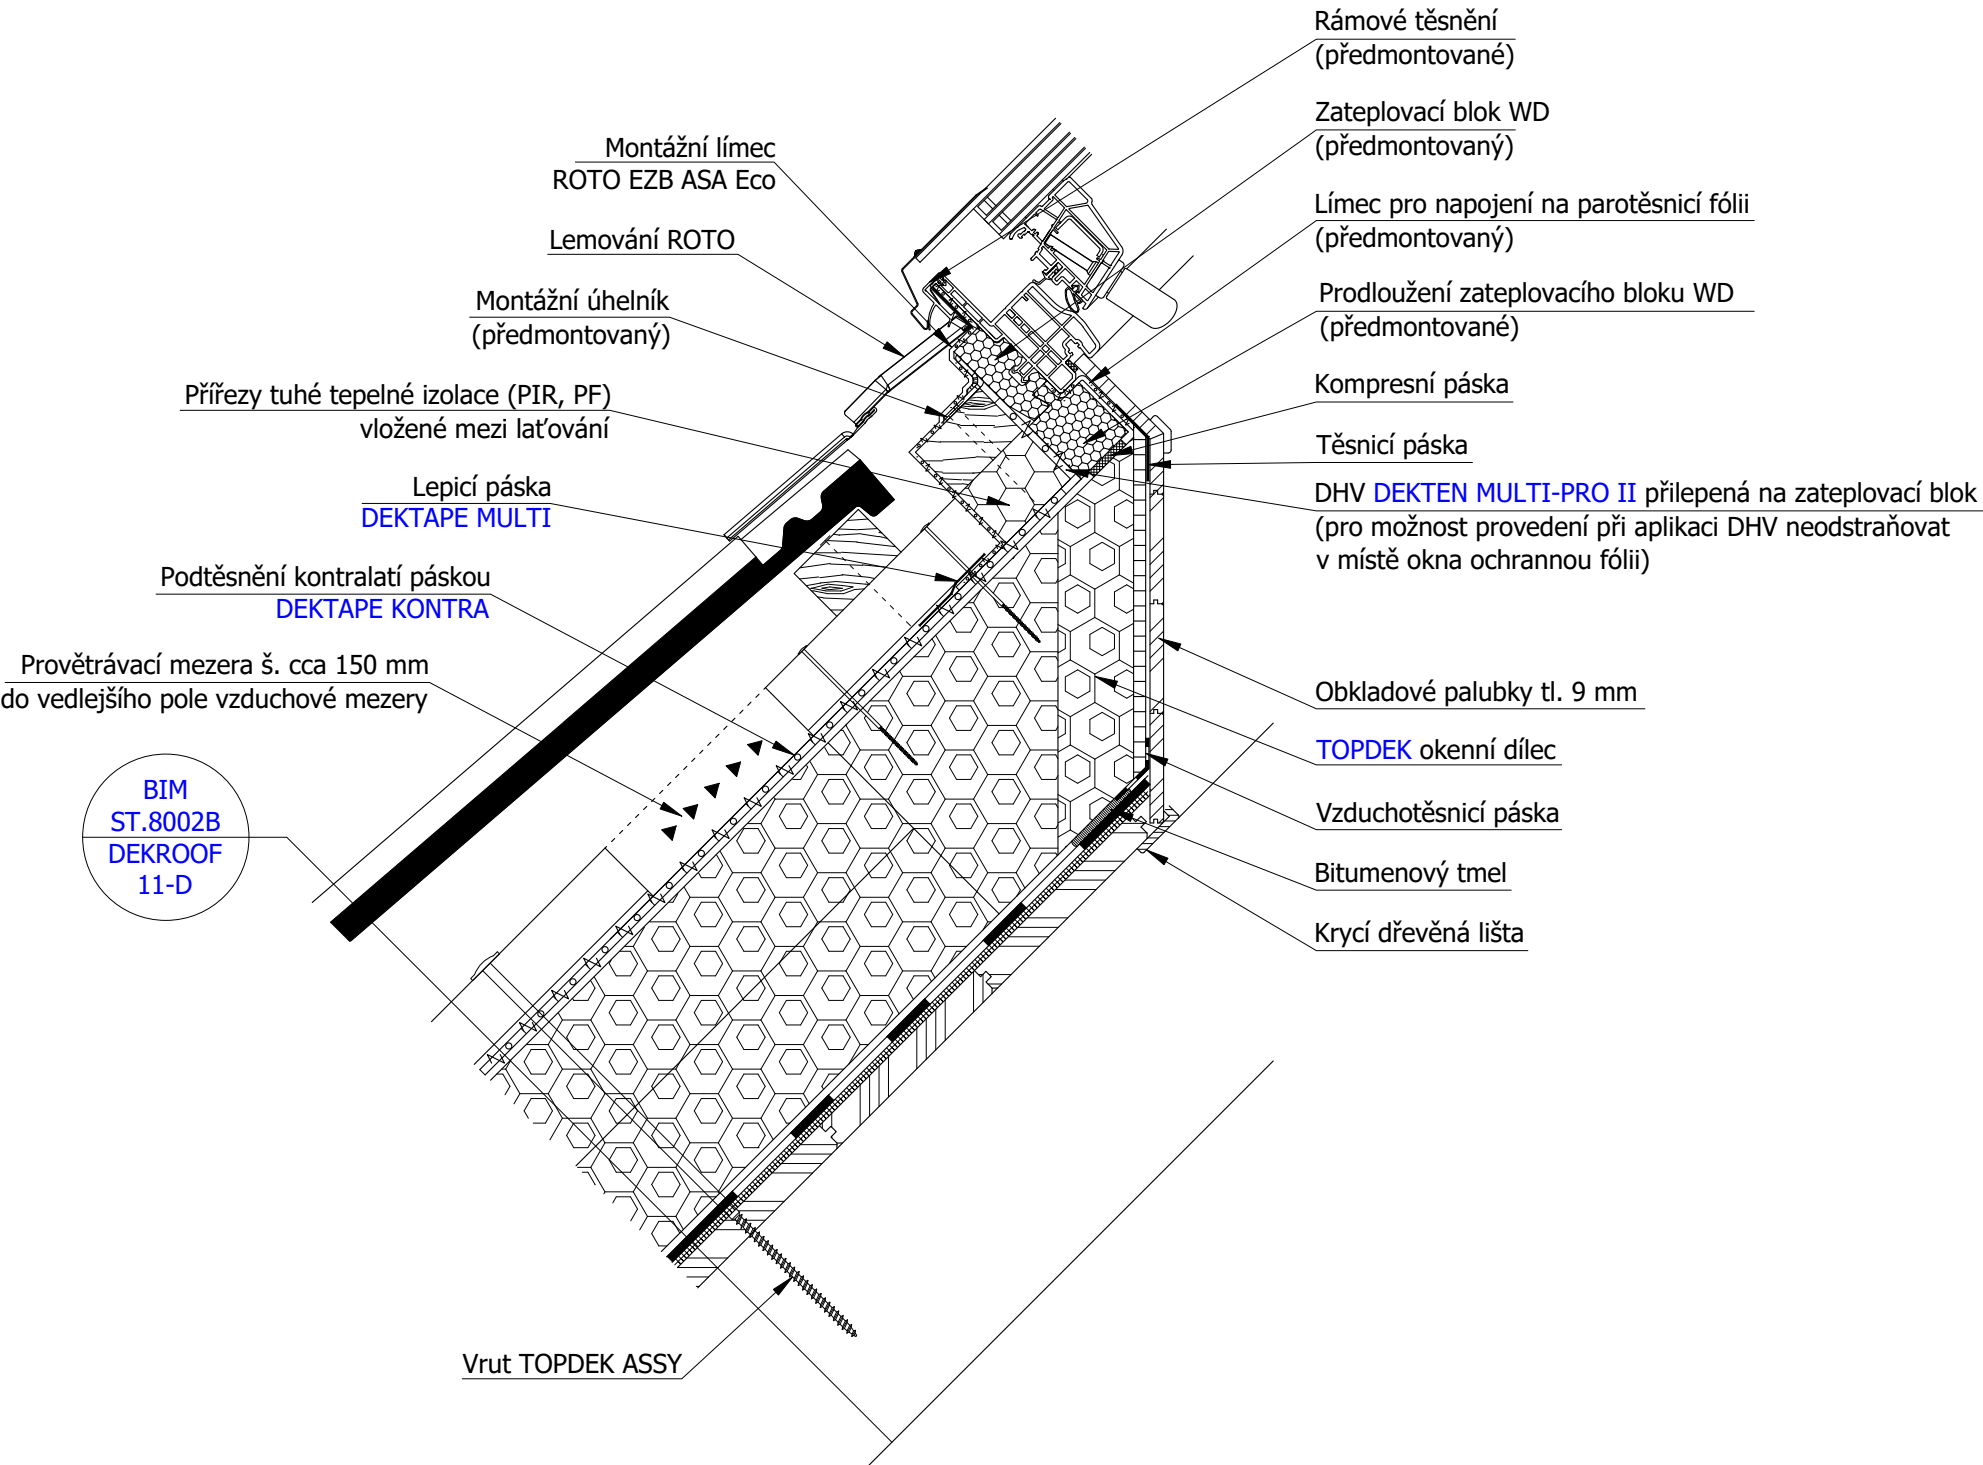 Rámové těsnění
(předmontované)
Zateplovací blok WD
(předmontovaný)
Límec pro napojení na parotěsnicí fólii
(předmontovaný)
Prodloužení zateplovacího bloku WD
(předmontované)
Kompresní páska
Těsnicí páska
DHV DEKTEN MULTI-PRO II přilepená na zateplovací blok
(pro možnost provedení při aplikaci DHV neodstraňovat
v místě okna ochrannou fólii)
Obkladové palubky tl. 9 mm
TOPDEK okenní dílec
Vzduchotěsnicí páska
Bitumenový tmel
Krycí dřevěná lišta
Montážní límec
ROTO EZB ASA Eco
Lemování ROTO
Montážní úhelník
(předmontovaný)
Přířezy tuhé tepelné izolace (PIR, PF)
vložené mezi laťování
Lepicí páska
DEKTAPE MULTI
Podtěsnění kontralatí páskou
DEKTAPE KONTRA
Provětrávací mezera š. cca 150 mm
do vedlejšího pole vzduchové mezery
BIM
ST.8002B
DEKROOF
11-D
Vrut TOPDEK ASSY